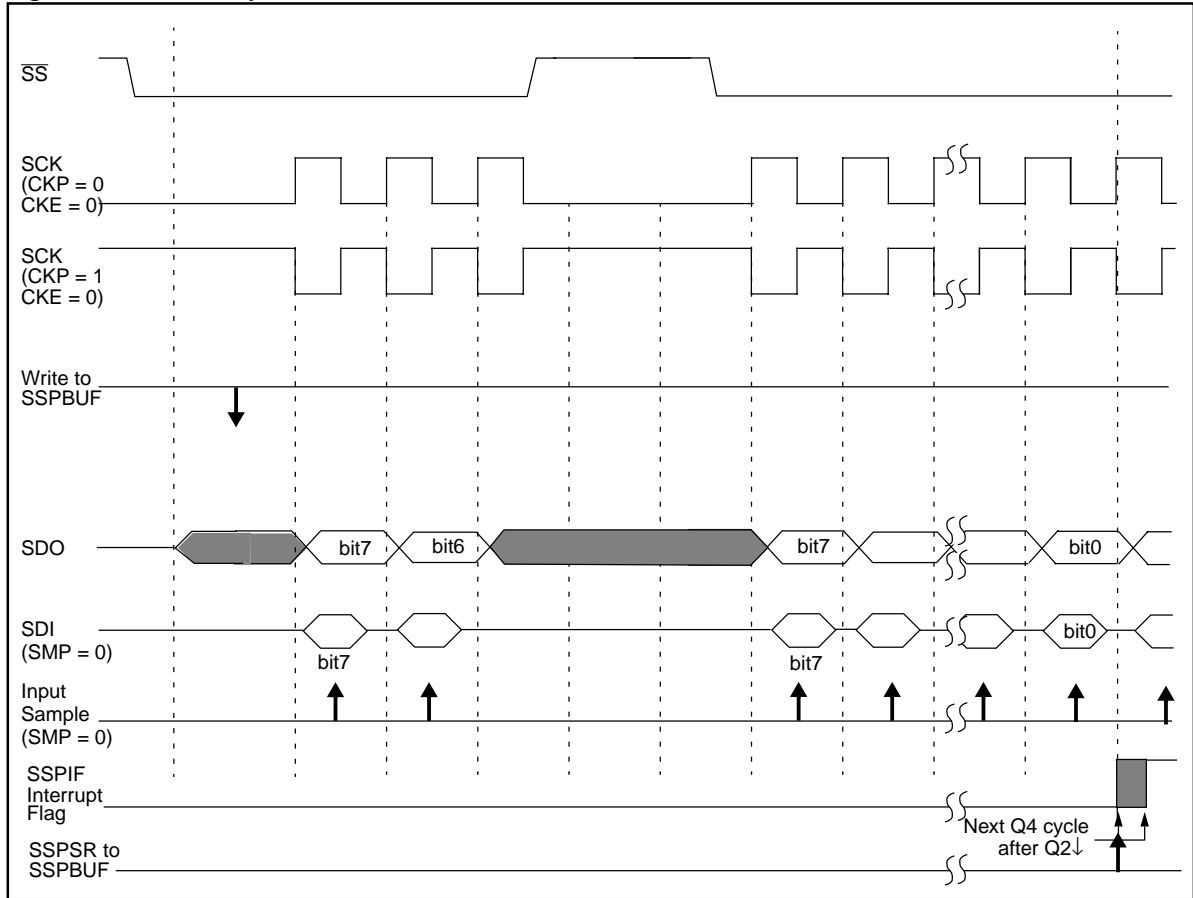 SS
SCK
(CKP = 0
CKE = 0)
SCK
(CKP = 1
CKE = 0)
Write to
SSPBUF
SDO
bit7
bit6
bit7
bit0
SDI
(SMP = 0)
bit7
bit7
bit0
Input
Sample
(SMP = 0)
SSPIF
Interrupt
Flag
Next Q4 cycle
after Q2↓
SSPSR to
SSPBUF